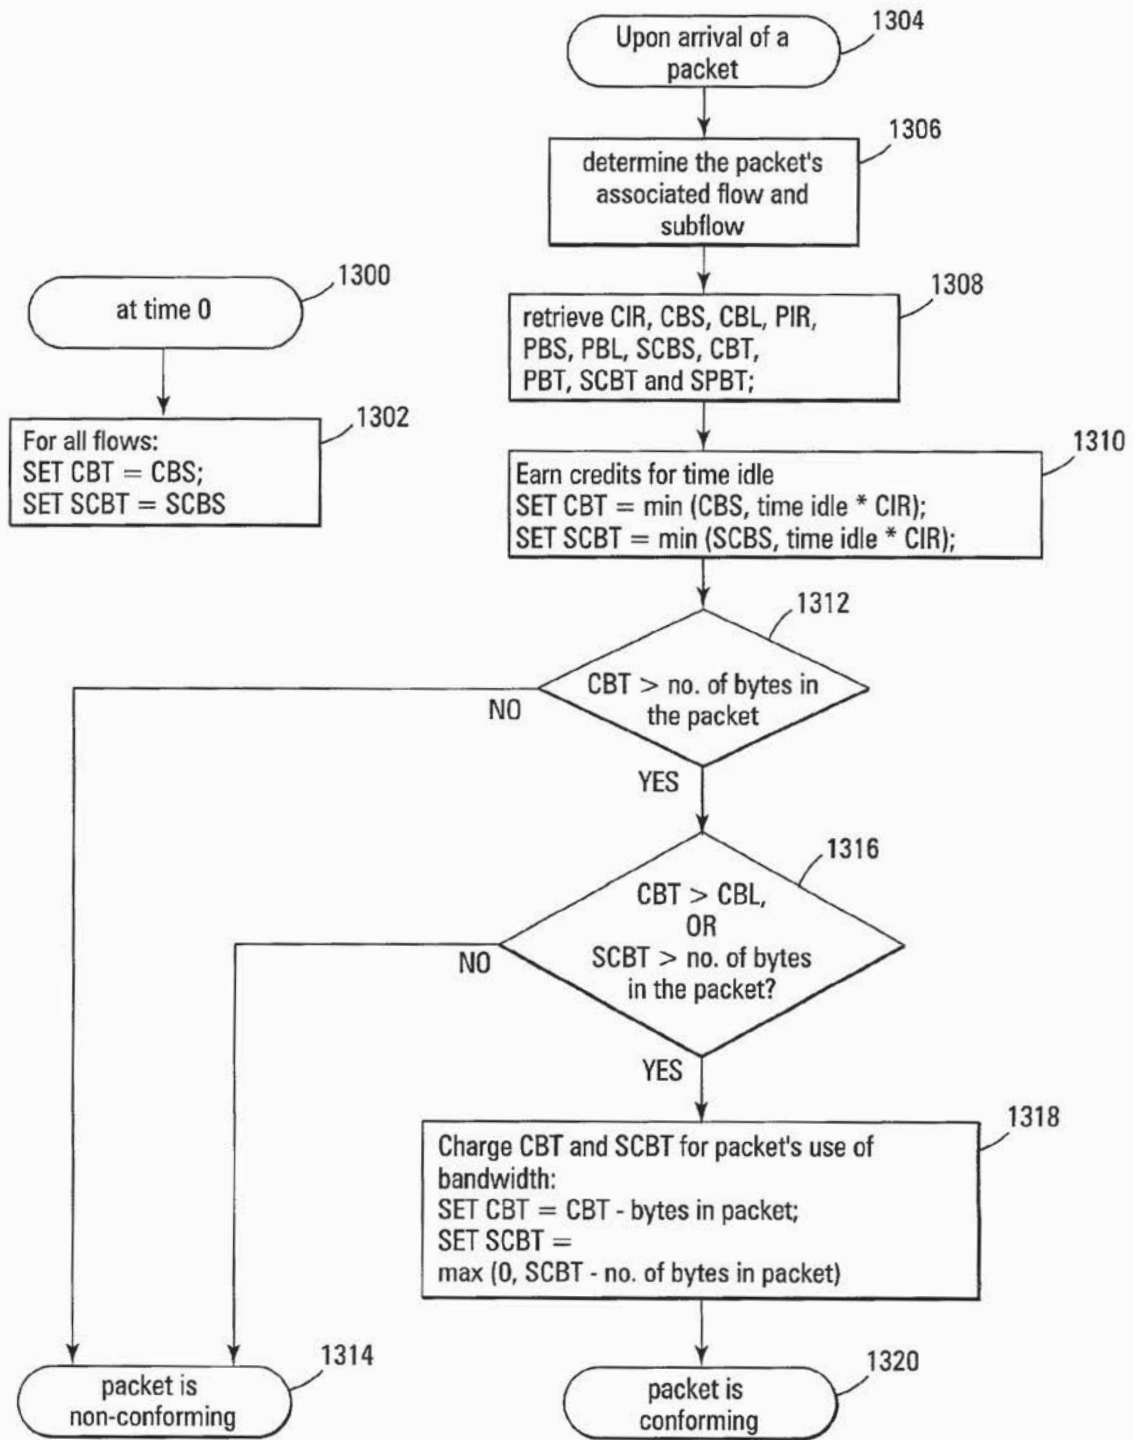 1304
Upon arrival of a
packet
1306
determine the packet's
associated flow and
subflow
1300
at time 0
1308
retrieve CIR, CBS, CBL, PIR,
PBS, PBL, SCBS, CBT,
PBT, SCBT and SPBT;
1302
For all flows:
SET CBT = CBS;
SET SCBT = SCBS
1310
Earn credits for time idle
SET CBT = min (CBS, time idle * CIR);
SET SCBT = min (SCBS, time idle * CIR);
1312
CBT > no. of bytes in
the packet
NO
YES
1316
CBT > CBL,
OR
SCBT > no. of bytes
in the packet?
NO
YES
1318
Charge CBT and SCBT for packet's use of
bandwidth:
SET CBT = CBT - bytes in packet;
SET SCBT =
max (0, SCBT - no. of bytes in packet)
1314
packet is
non-conforming
1320
packet is
conforming